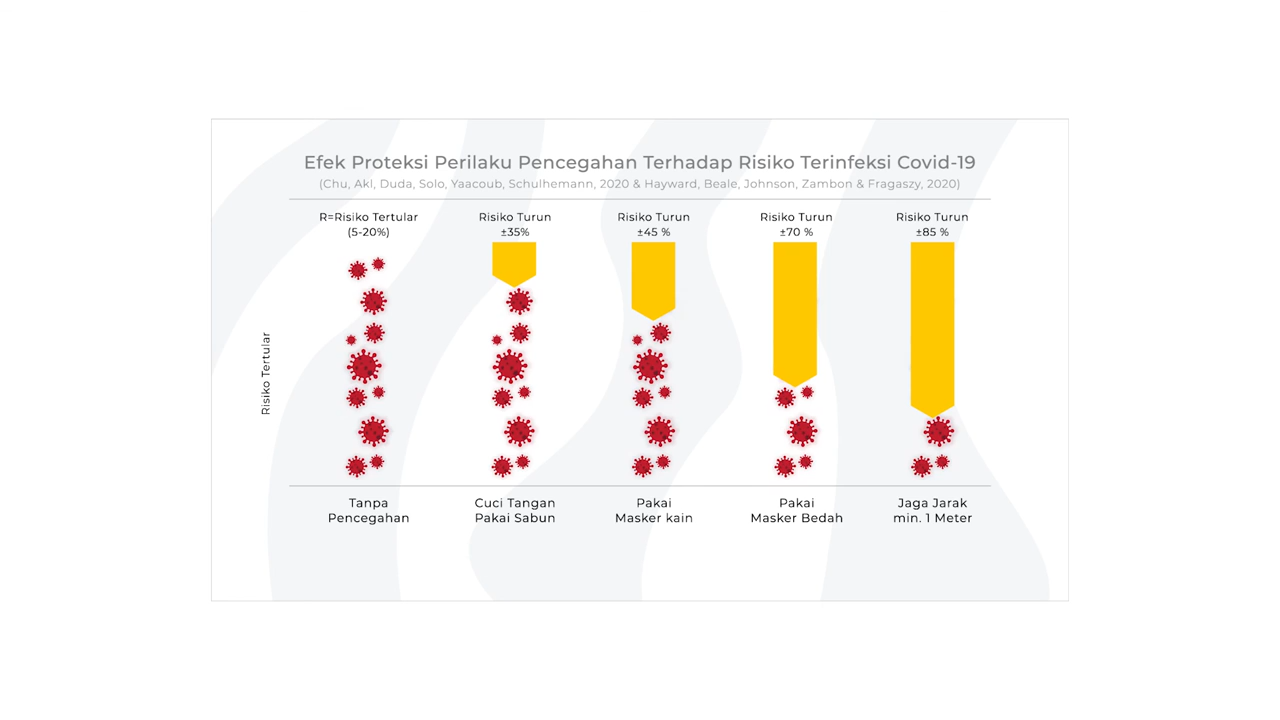 Efek Proteksi Perilaku Pencegahan Terhadap Risiko Terinfeksi Covid-19
(Chu, Akl, Duda, Solo, Yaacoub, Schulhemann, 2020 & Hayward, Beale, Johnson, Zambon & Fragaszy, 2020)
R=Risiko Tertular
(5-20%)
Risiko Turun
±35%
Risiko Turun
±45 %
Risiko Turun
±70 %
Risiko Turun
±85 %
Risiko Tertular
Tanpa
Pencegahan
Cuci Tangan
Pakai Sabun
Pakai
Masker kain
Pakai
Masker Bedah
Jaga Jarak
min. 1 Meter